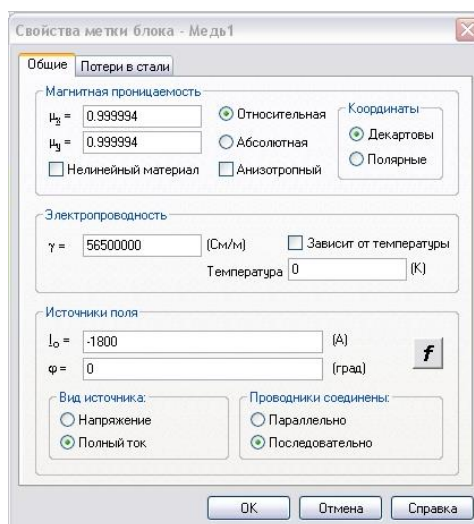 Свойства метки блока - Медь1
Общие Потери в стали
Магнитная проницаемость
μx = 0.999994
μy = 0.999994
Относительная
Абсолютная
Нелинейный материал
Анизотропный
Координаты
Декартовы
Полярные
Электропроводность
γ = 56500000 (См/м)
Зависит от температуры
Температура 0 (К)
Источники поля
I₀ = -1800 (А)
φ = 0 (град)
f
Вид источника:
Напряжение
Полный ток
Проводники соединены:
Параллельно
Последовательно
OK Отмена Справка